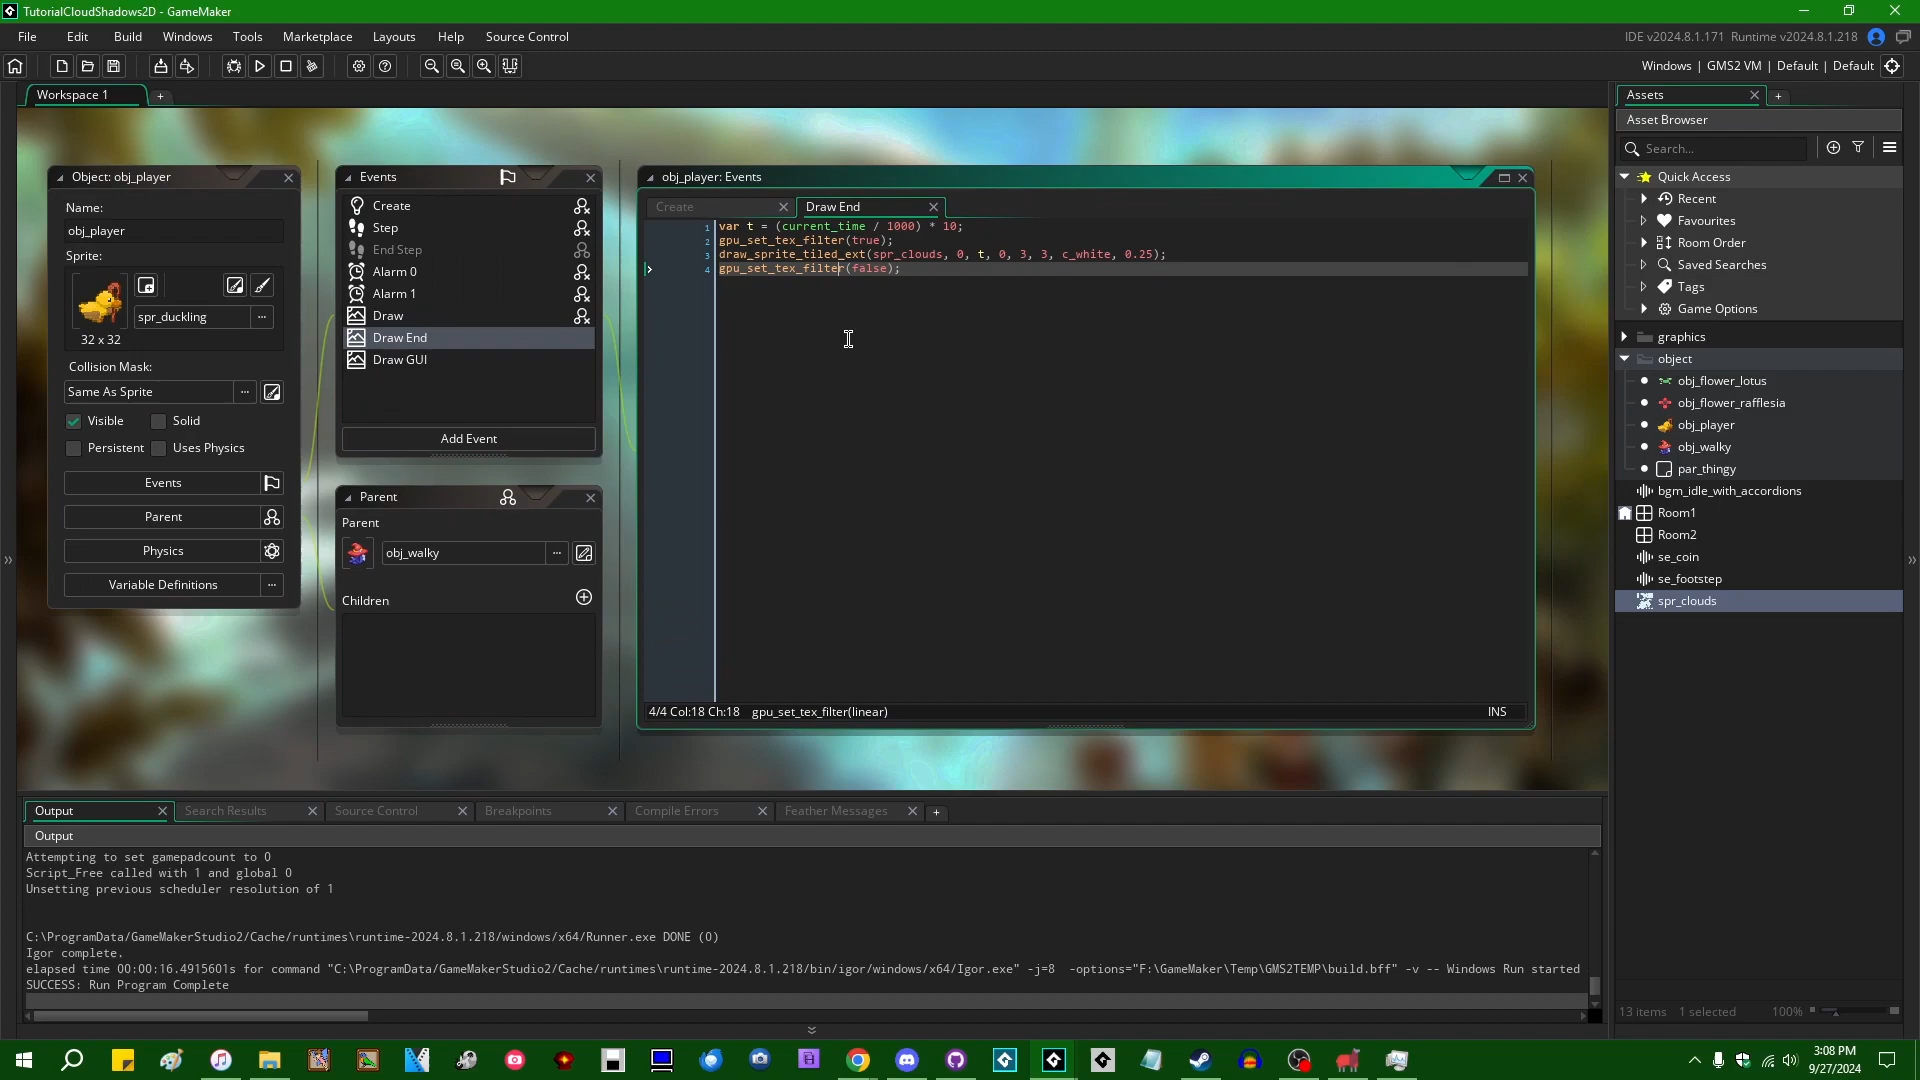 TutorialCloudShadows2D - GameMaker
File Edit Build Windows Tools Marketplace Layouts Help Source Control
IDE v2024.8.1.171 Runtime v2024.8.1.218
Windows | GMS2 VM | Default | Default
Workspace 1
Object: obj_player
Name:
obj_player
Sprite:
spr_duckling
32 x 32
Collision Mask:
Same As Sprite
Visible Solid
Persistent Uses Physics
Events
Parent
Physics
Variable Definitions
Events
Create
Step
End Step
Alarm 0
Alarm 1
Draw
Draw End
Draw GUI
Add Event
Parent
Parent
obj_walky
Children
obj_player: Events
Create Draw End
1 var t = (current_time / 1000) * 10;
2 gpu_set_tex_filter(true);
3 draw_sprite_tiled_ext(spr_clouds, 0, t, 0, 3, 3, c_white, 0.25);
4 gpu_set_tex_filter(false);
4/4 Col:18 Ch:18 gpu_set_tex_filter(linear) INS
Assets
Asset Browser
Search...
Quick Access
Recent
Favourites
Room Order
Saved Searches
Tags
Game Options
graphics
object
obj_flower_lotus
obj_flower_rafflesia
obj_player
obj_walky
par_thingy
bgm_idle_with_accordions
Room1
Room2
se_coin
se_footstep
spr_clouds
13 items 1 selected 100%
Output Search Results Source Control Breakpoints Compile Errors Feather Messages
Output
Attempting to set gamepadcount to 0
Script_Free called with 1 and global 0
Unsetting previous scheduler resolution of 1
C:\ProgramData/GameMakerStudio2/Cache/runtimes\runtime-2024.8.1.218/windows/x64/Runner.exe DONE (0)
Igor complete.
elapsed time 00:00:16.4915601s for command "C:\ProgramData/GameMakerStudio2/Cache/runtimes\runtime-2024.8.1.218/bin/igor/windows/x64/Igor.exe" -j=8 -options="F:\GameMaker\Temp\GMS2TEMP\build.bff" -v -- Windows Run started
SUCCESS: Run Program Complete
3:08 PM
9/27/2024